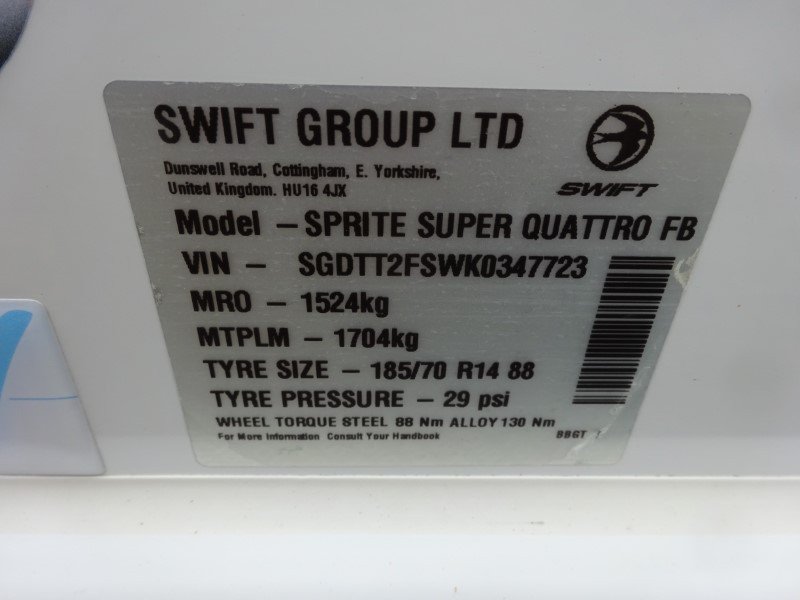 SWIFT GROUP LTD
Dunswell Road, Cottingham, E. Yorkshire,
United Kingdom. HU16 4JX
SWIFT
Model - SPRITE SUPER QUATTRO FB
VIN - SGDTT2FSWK0347723
MRO - 1524kg
MTPLM - 1704kg
TYRE SIZE - 185/70 R14 88
TYRE PRESSURE - 29 psi
WHEEL TORQUE STEEL 88 Nm ALLOY 130 Nm
For More Information Consult Your Handbook